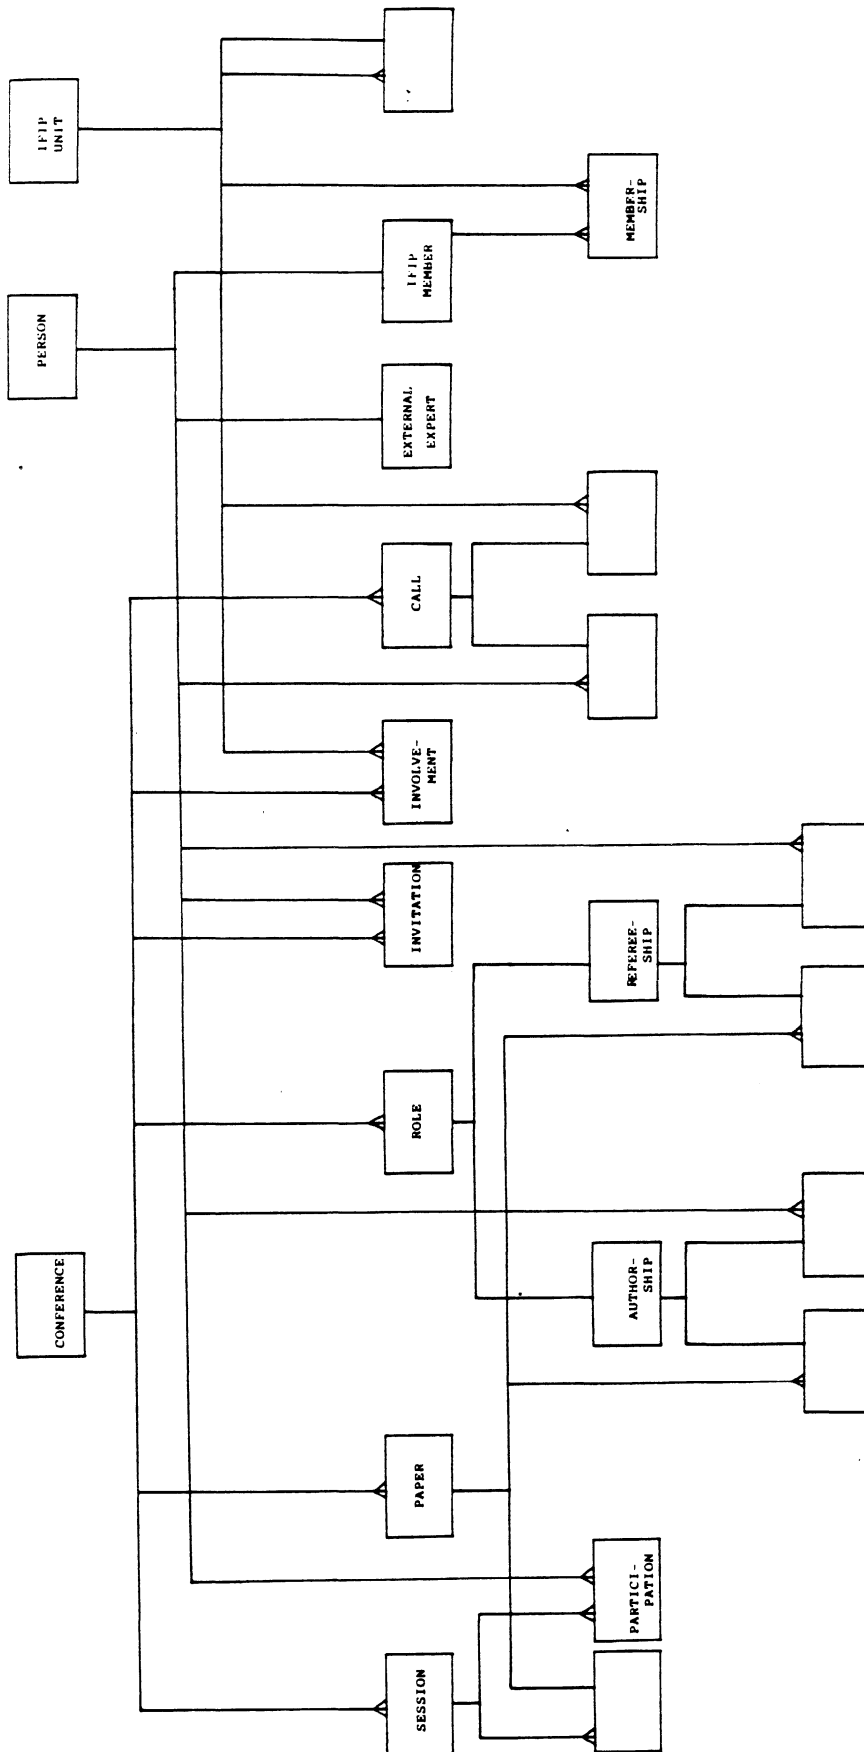 CONFERENCE
PERSON
IFIP
UNIT
SESSION
PAPER
ROLE
INVITATION
INVOLVE-
MENT
CALL
EXTERNAL
EXPERT
IFIP
MEMBER
PARTICI-
PATION
AUTHOR-
SHIP
REFEREE-
SHIP
MEMBER-
SHIP